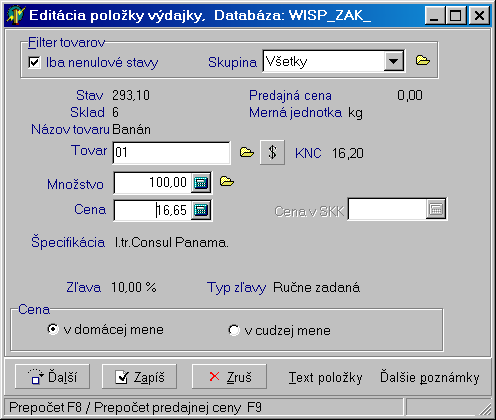 Editácia položky výdajky,  Databáza: WISP_ZAK_
Filter tovarov
Iba nenulové stavy Skupina Všetky
Stav 293,10 Predajná cena 0,00
Sklad 6 Merná jednotka kg
Názov tovaru Banán
Tovar 01 $ KNC 16,20
Množstvo 100,00
Cena 16,65 Cena v SKK
Špecifikácia I.tr.Consul Panama.
Zľava 10,00 % Typ zľavy Ručne zadaná
Cena
v domácej mene v cudzej mene
Ďalší Zapíš Zruš Text položky Ďalšie poznámky
Prepočet F8 / Prepočet predajnej ceny F9